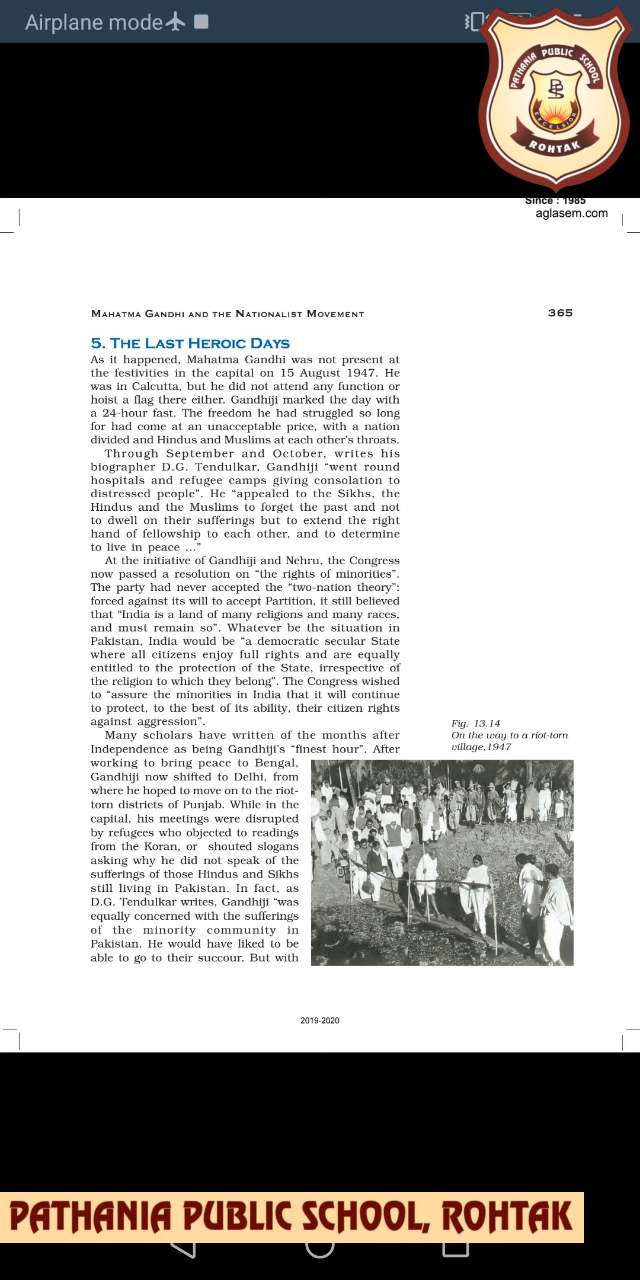 Airplane mode
PATHANIA PUBLIC SCHOOL
PS
EXCELSIOR
ROHTAK
Since : 1985
aglasem.com
MAHATMA GANDHI AND THE NATIONALIST MOVEMENT 365
5. THE LAST HEROIC DAYS
As it happened, Mahatma Gandhi was not present at
the festivities in the capital on 15 August 1947. He
was in Calcutta, but he did not attend any function or
hoist a flag there either. Gandhiji marked the day with
a 24-hour fast. The freedom he had struggled so long
for had come at an unacceptable price, with a nation
divided and Hindus and Muslims at each other's throats.
Through September and October, writes his
biographer D.G. Tendulkar, Gandhiji “went round
hospitals and refugee camps giving consolation to
distressed people”. He “appealed to the Sikhs, the
Hindus and the Muslims to forget the past and not
to dwell on their sufferings but to extend the right
hand of fellowship to each other, and to determine
to live in peace ...”
At the initiative of Gandhiji and Nehru, the Congress
now passed a resolution on “the rights of minorities”.
The party had never accepted the “two-nation theory”:
forced against its will to accept Partition, it still believed
that “India is a land of many religions and many races,
and must remain so”. Whatever be the situation in
Pakistan, India would be “a democratic secular State
where all citizens enjoy full rights and are equally
entitled to the protection of the State, irrespective of
the religion to which they belong”. The Congress wished
to “assure the minorities in India that it will continue
to protect, to the best of its ability, their citizen rights
against aggression”.
Many scholars have written of the months after
Independence as being Gandhiji's “finest hour”. After
working to bring peace to Bengal,
Gandhiji now shifted to Delhi, from
where he hoped to move on to the riot-
torn districts of Punjab. While in the
capital, his meetings were disrupted
by refugees who objected to readings
from the Koran, or shouted slogans
asking why he did not speak of the
sufferings of those Hindus and Sikhs
still living in Pakistan. In fact, as
D.G. Tendulkar writes, Gandhiji “was
equally concerned with the sufferings
of the minority community in
Pakistan. He would have liked to be
able to go to their succour. But with
Fig. 13.14
On the way to a riot-torn
village,1947
2019-2020
PATHANIA PUBLIC SCHOOL, ROHTAK